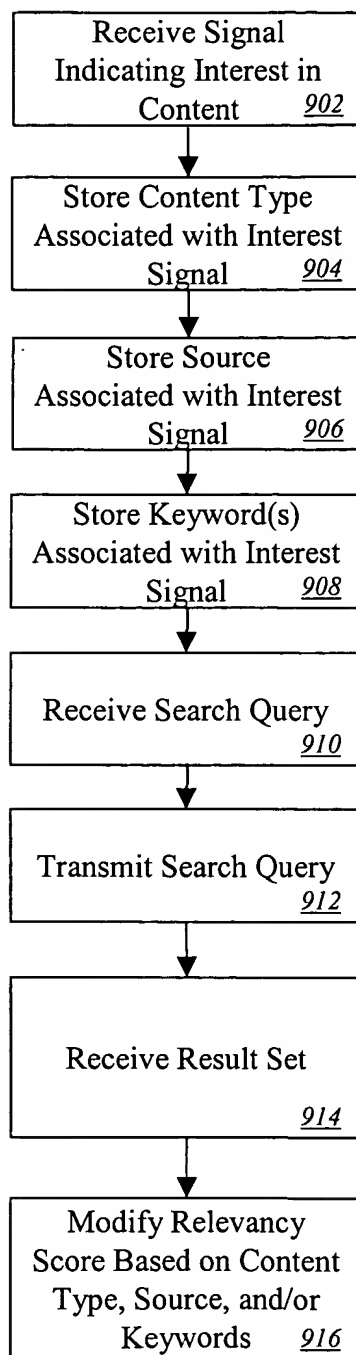 Receive Signal
Indicating Interest in
Content 902
Store Content Type
Associated with Interest
Signal 904
Store Source
Associated with Interest
Signal 906
Store Keyword(s)
Associated with Interest
Signal 908
Receive Search Query
910
Transmit Search Query
912
Receive Result Set
914
Modify Relevancy
Score Based on Content
Type, Source, and/or
Keywords 916